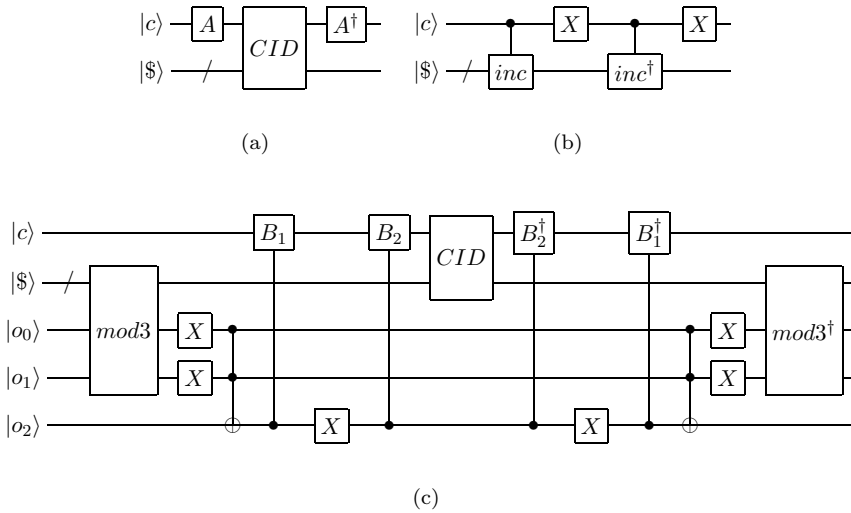 |c⟩ A CID A†
|$⟩ /
(a)
|c⟩ X X
|$⟩ / inc inc†
(b)
|c⟩ B₁ B₂ CID B₂† B₁†
|$⟩ /
|o₀⟩ mod3 X X mod3†
|o₁⟩ X X
|o₂⟩ X X
(c)